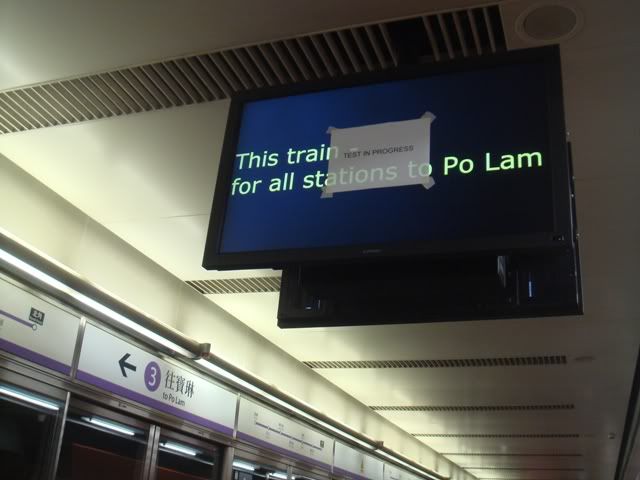 This train -
TEST IN PROGRESS
for all stations to Po Lam
3 往寶琳
to Po Lam